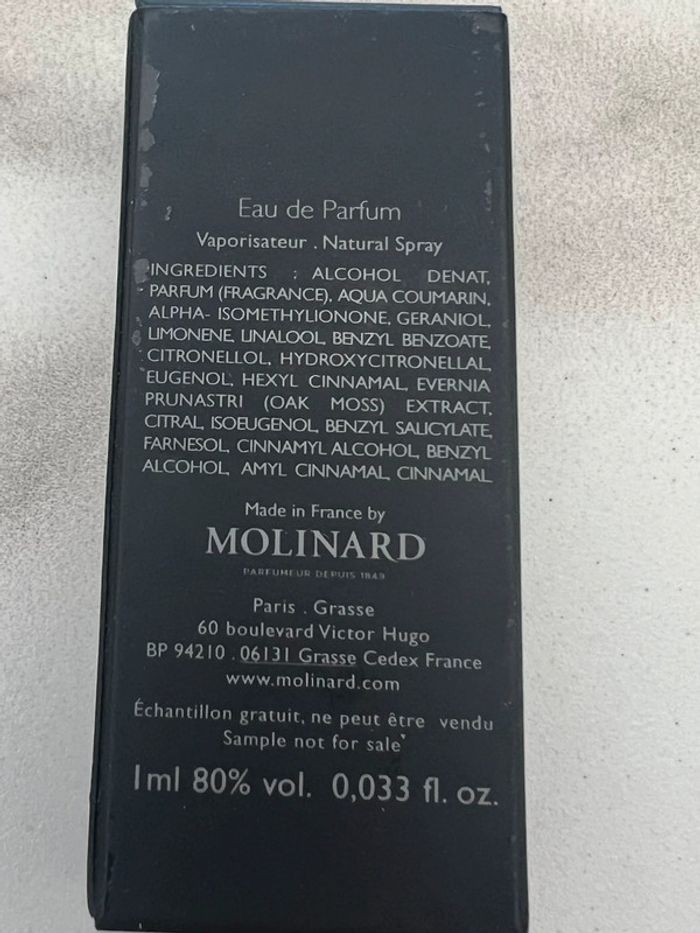 Eau de Parfum
Vaporisateur . Natural Spray
INGREDIENTS : ALCOHOL DENAT,
PARFUM (FRAGRANCE), AQUA COUMARIN,
ALPHA- ISOMETHYLIONONE, GERANIOL,
LIMONENE, LINALOOL, BENZYL BENZOATE,
CITRONELLOL, HYDROXYCITRONELLAL,
EUGENOL, HEXYL CINNAMAL, EVERNIA
PRUNASTRI (OAK MOSS) EXTRACT,
CITRAL, ISOEUGENOL, BENZYL SALICYLATE,
FARNESOL, CINNAMYL ALCOHOL, BENZYL
ALCOHOL, AMYL CINNAMAL, CINNAMAL
Made in France by
MOLINARD
PARFUMEUR DEPUIS 1849
Paris . Grasse
60 boulevard Victor Hugo
BP 94210 . 06131 Grasse Cedex France
www.molinard.com
Échantillon gratuit, ne peut être vendu
Sample not for sale
1ml 80% vol. 0,033 fl. oz.